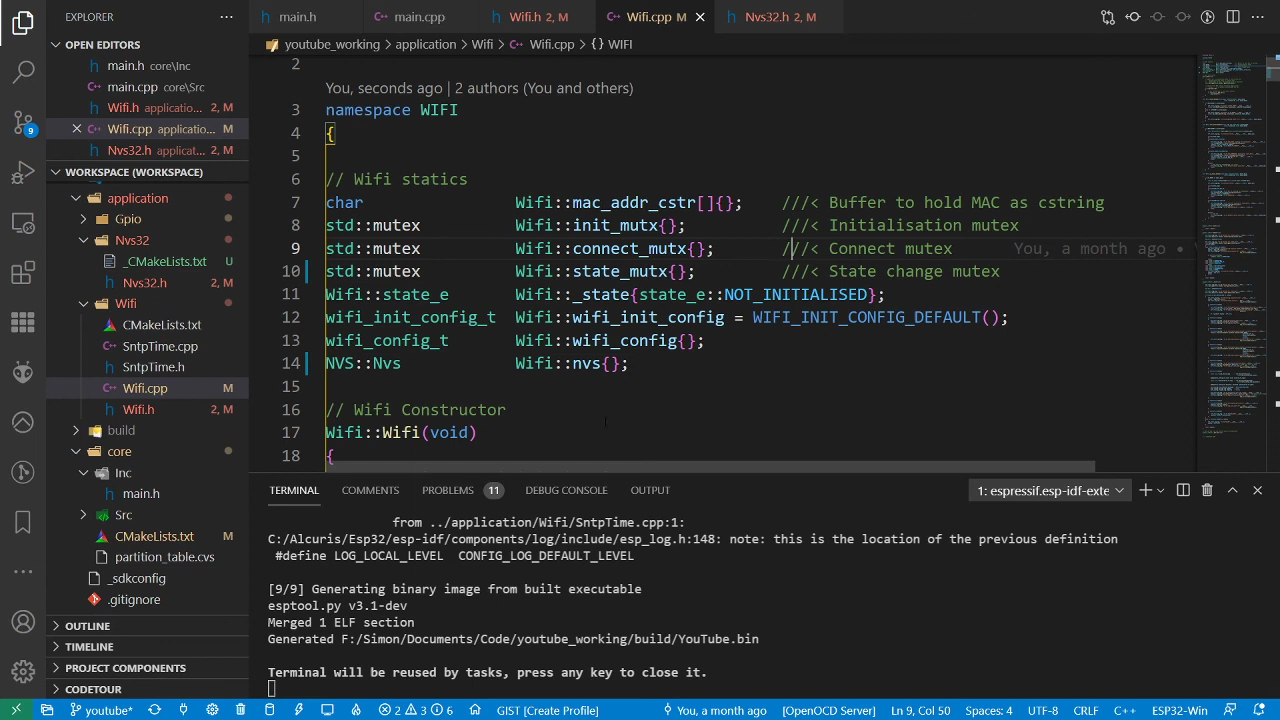 EXPLORER
OPEN EDITORS
main.h core\Inc
main.cpp core\Src
Wifi.h applicatio... 2, M
Wifi.cpp applicatio... M
Nvs32.h applicat... 2, M
WORKSPACE (WORKSPACE)
application
Gpio
Nvs32
_CMakeLists.txt U
Nvs32.h 2, M
Wifi
CMakeLists.txt
SntpTime.cpp
SntpTime.h
Wifi.cpp M
Wifi.h 2, M
build
core
Inc
main.h
Src
CMakeLists.txt M
partition_table.cvs
_sdkconfig
.gitignore
OUTLINE
TIMELINE
PROJECT COMPONENTS
CODETOUR
9
main.h
main.cpp
Wifi.h 2, M
Wifi.cpp M
Nvs32.h 2, M
youtube_working > application > Wifi > Wifi.cpp > {} WIFI
2
You, seconds ago | 2 authors (You and others)
3 namespace WIFI
4 {
5
6 // Wifi statics
7 char Wifi::mac_addr_cstr[]{}; ///< Buffer to hold MAC as cstring
8 std::mutex Wifi::init_mutx{}; ///< Initialisation mutex
9 std::mutex Wifi::connect_mutx{}; ///< Connect mutex You, a month ago •
10 std::mutex Wifi::state_mutx{}; ///< State change mutex
11 Wifi::state_e Wifi::_state{state_e::NOT_INITIALISED};
12 wifi_init_config_t Wifi::wifi_init_config = WIFI_INIT_CONFIG_DEFAULT();
13 wifi_config_t Wifi::wifi_config{};
14 NVS::Nvs Wifi::nvs{};
15
16 // Wifi Constructor
17 Wifi::Wifi(void)
18 {
TERMINAL COMMENTS PROBLEMS 11 DEBUG CONSOLE OUTPUT
1: espressif.esp-idf-exte
from ../application/Wifi/SntpTime.cpp:1:
C:/Alcuris/Esp32/esp-idf/components/log/include/esp_log.h:148: note: this is the location of the previous definition
#define LOG_LOCAL_LEVEL CONFIG_LOG_DEFAULT_LEVEL
[9/9] Generating binary image from built executable
esptool.py v3.1-dev
Merged 1 ELF section
Generated F:/Simon/Documents/Code/youtube_working/build/YouTube.bin
Terminal will be reused by tasks, press any key to close it.
youtube* 2 3 6 GIST [Create Profile] You, a month ago [OpenOCD Server] Ln 9, Col 50 Spaces: 4 UTF-8 CRLF C++ ESP32-Win